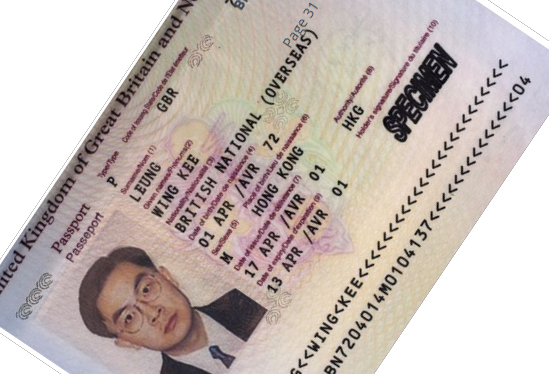 Page 31
nited Kingdom of Great Britain and N
Passport
Passeport
Type/Type
P
Code of Issuing State/Code de l'Etat émetteur
GBR
Surname/Nom (1)
LEUNG
Given names/Prénoms (2)
WING KEE
Nationality/Nationalité (3)
BRITISH NATIONAL (OVERSEAS)
Date of birth/Date de naissance (4)
01 APR /AVR 72
Sex/Sexe (5)
M
Place of birth/Lieu de naissance (6)
HONG KONG
Date of issue/Date de délivrance (7)
17 APR /AVR 01
Authority/Autorité (8)
HKG
Date of expiry/Date d'expiration (9)
13 APR /AVR 01
Holder's signature/Signature du titulaire (10)
SPECIMEN
G<<WING<KEE<<<<<<<<<<<<<<<<<<<<<<<<
BN7204014M0104137<<<<<<<<<<<<<<04